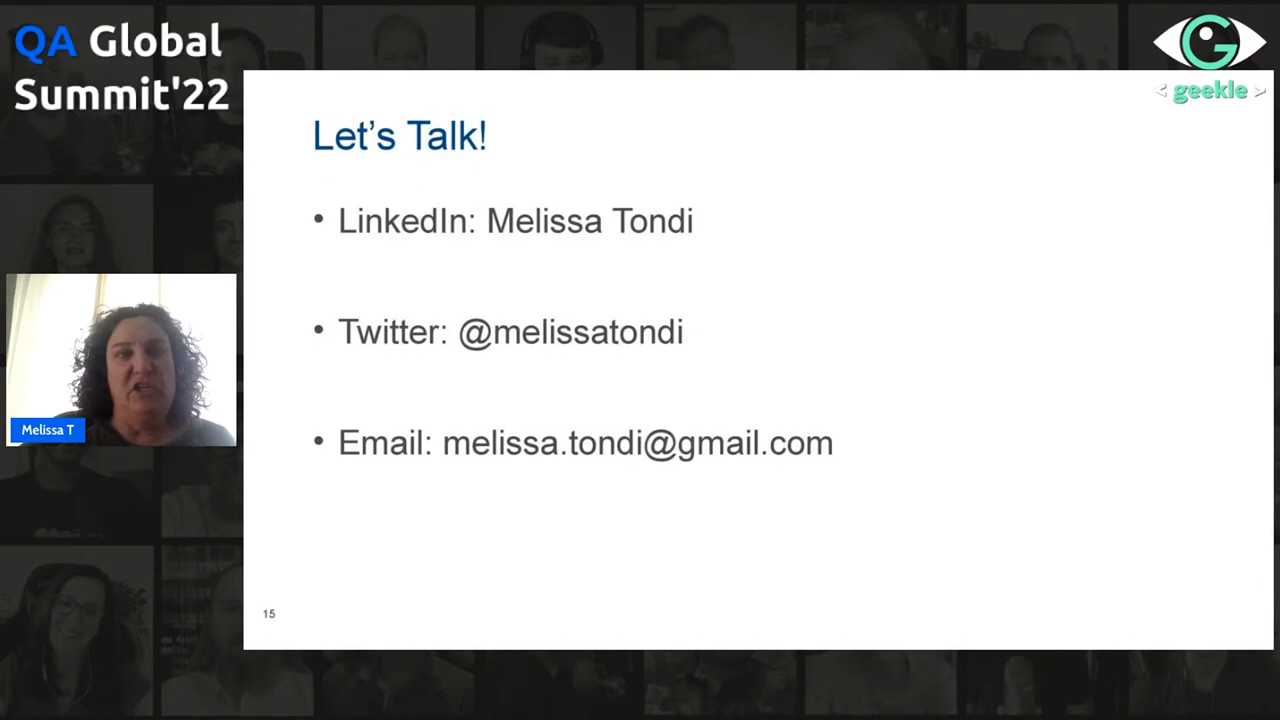 QA Global
Summit'22
G
< geekle >
Let's Talk!
• LinkedIn: Melissa Tondi
• Twitter: @melissatondi
• Email: melissa.tondi@gmail.com
Melissa T
15